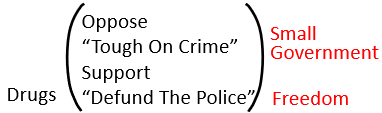 Oppose
“Tough On Crime”
Support
Drugs “Defund The Police”
Small
Government
Freedom